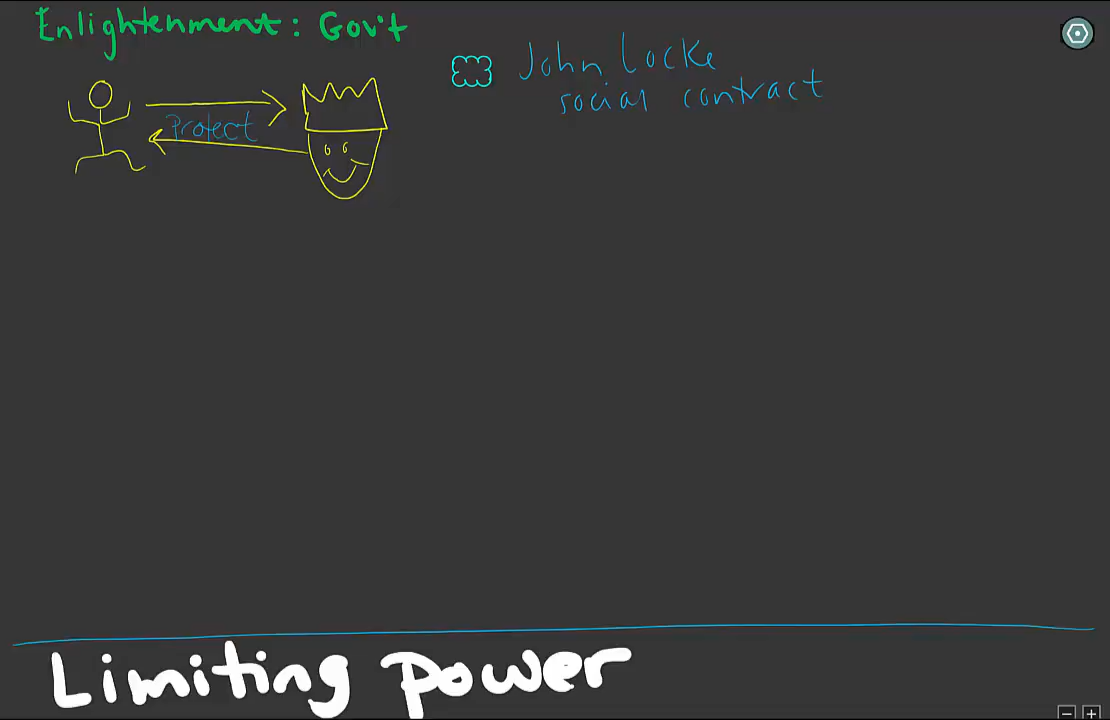 Enlightenment: Gov't
John Locke
social contract
Protect
Limiting power